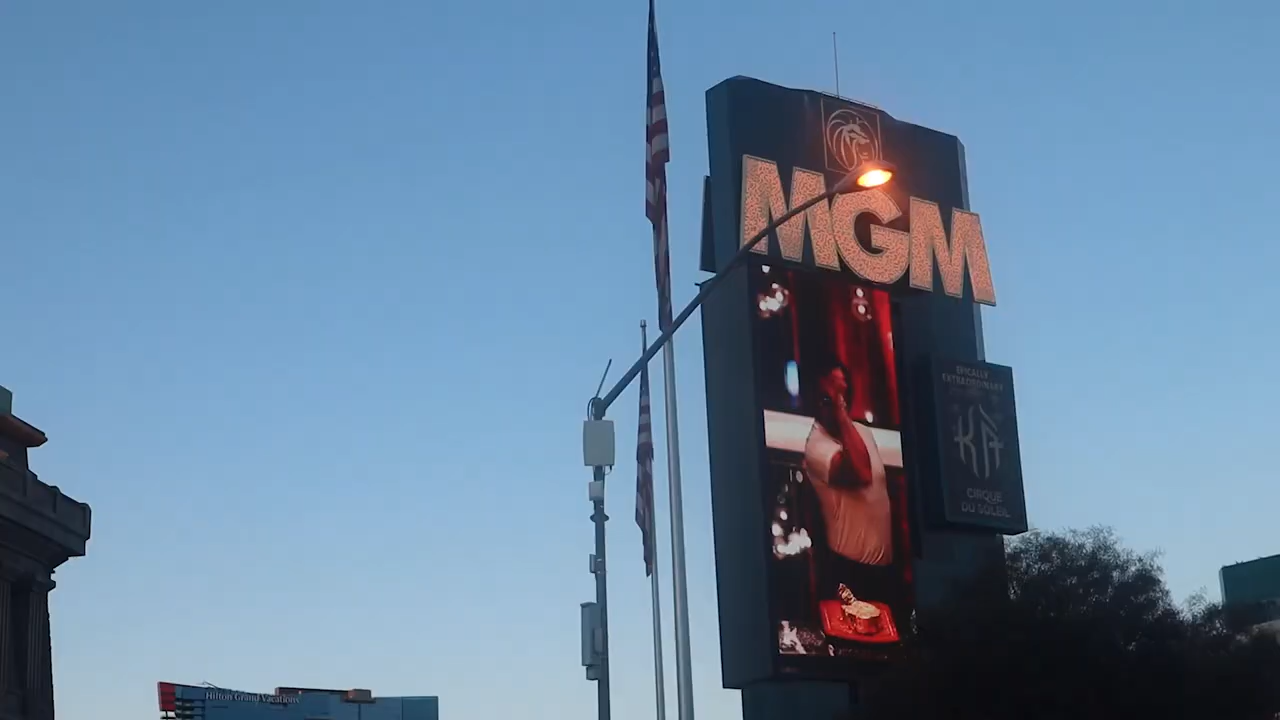 MGM
EPICALLY
EXTRAORDINARY
KÀ
CIRQUE
DU SOLEIL
Hilton Grand Vacations